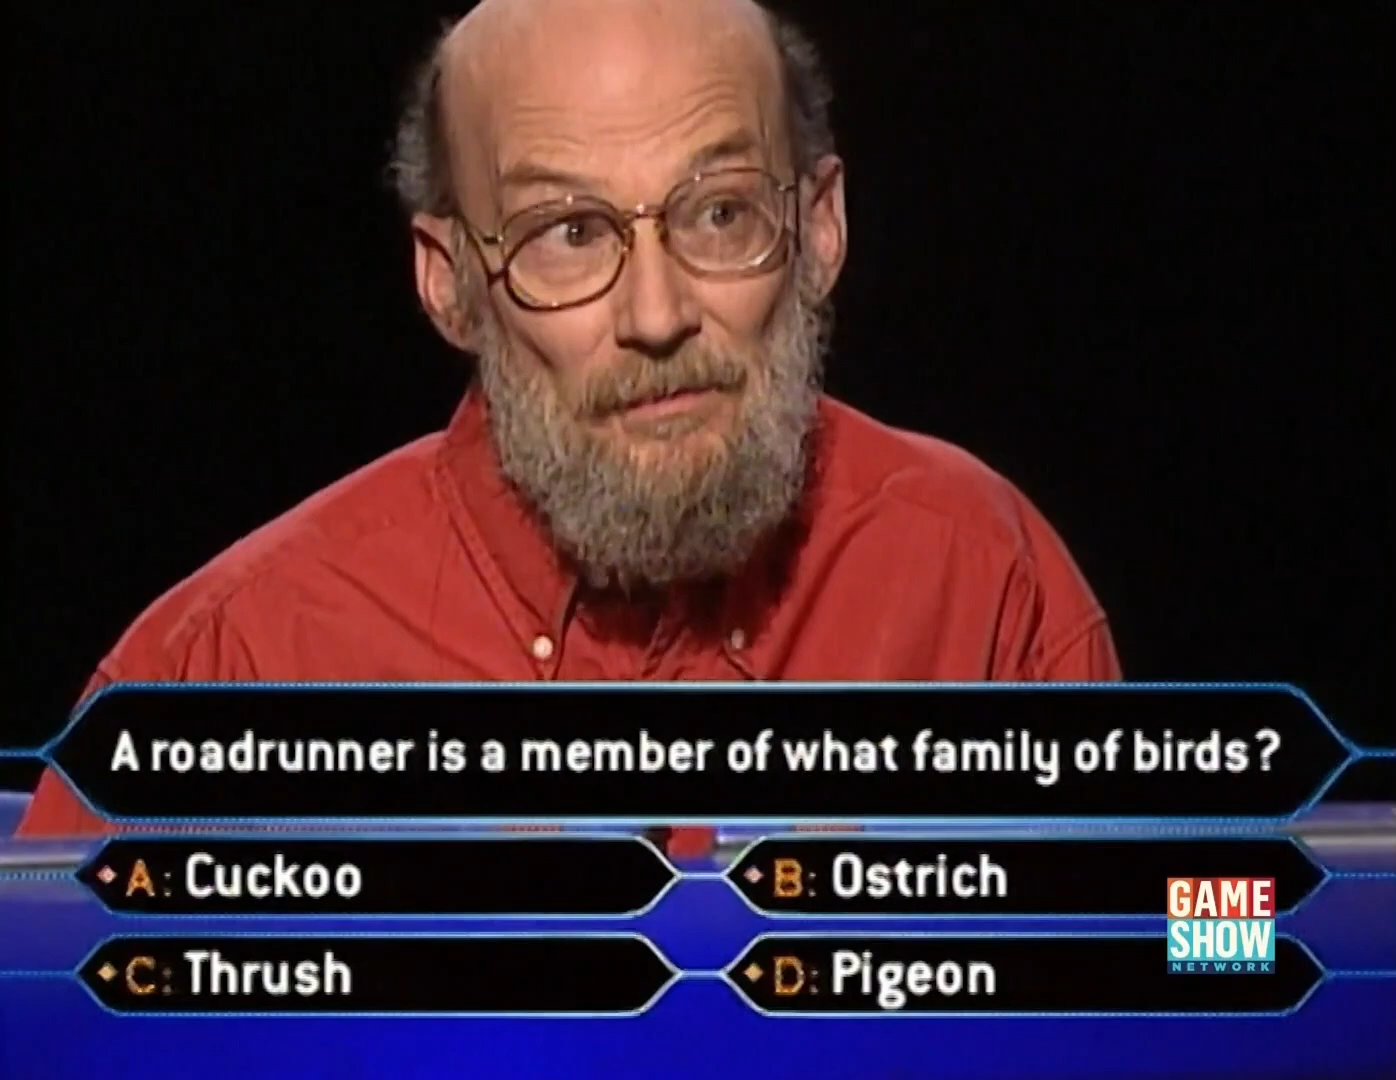 A roadrunner is a member of what family of birds?
A: Cuckoo
B: Ostrich
C: Thrush
D: Pigeon
GAME
SHOW
NETWORK